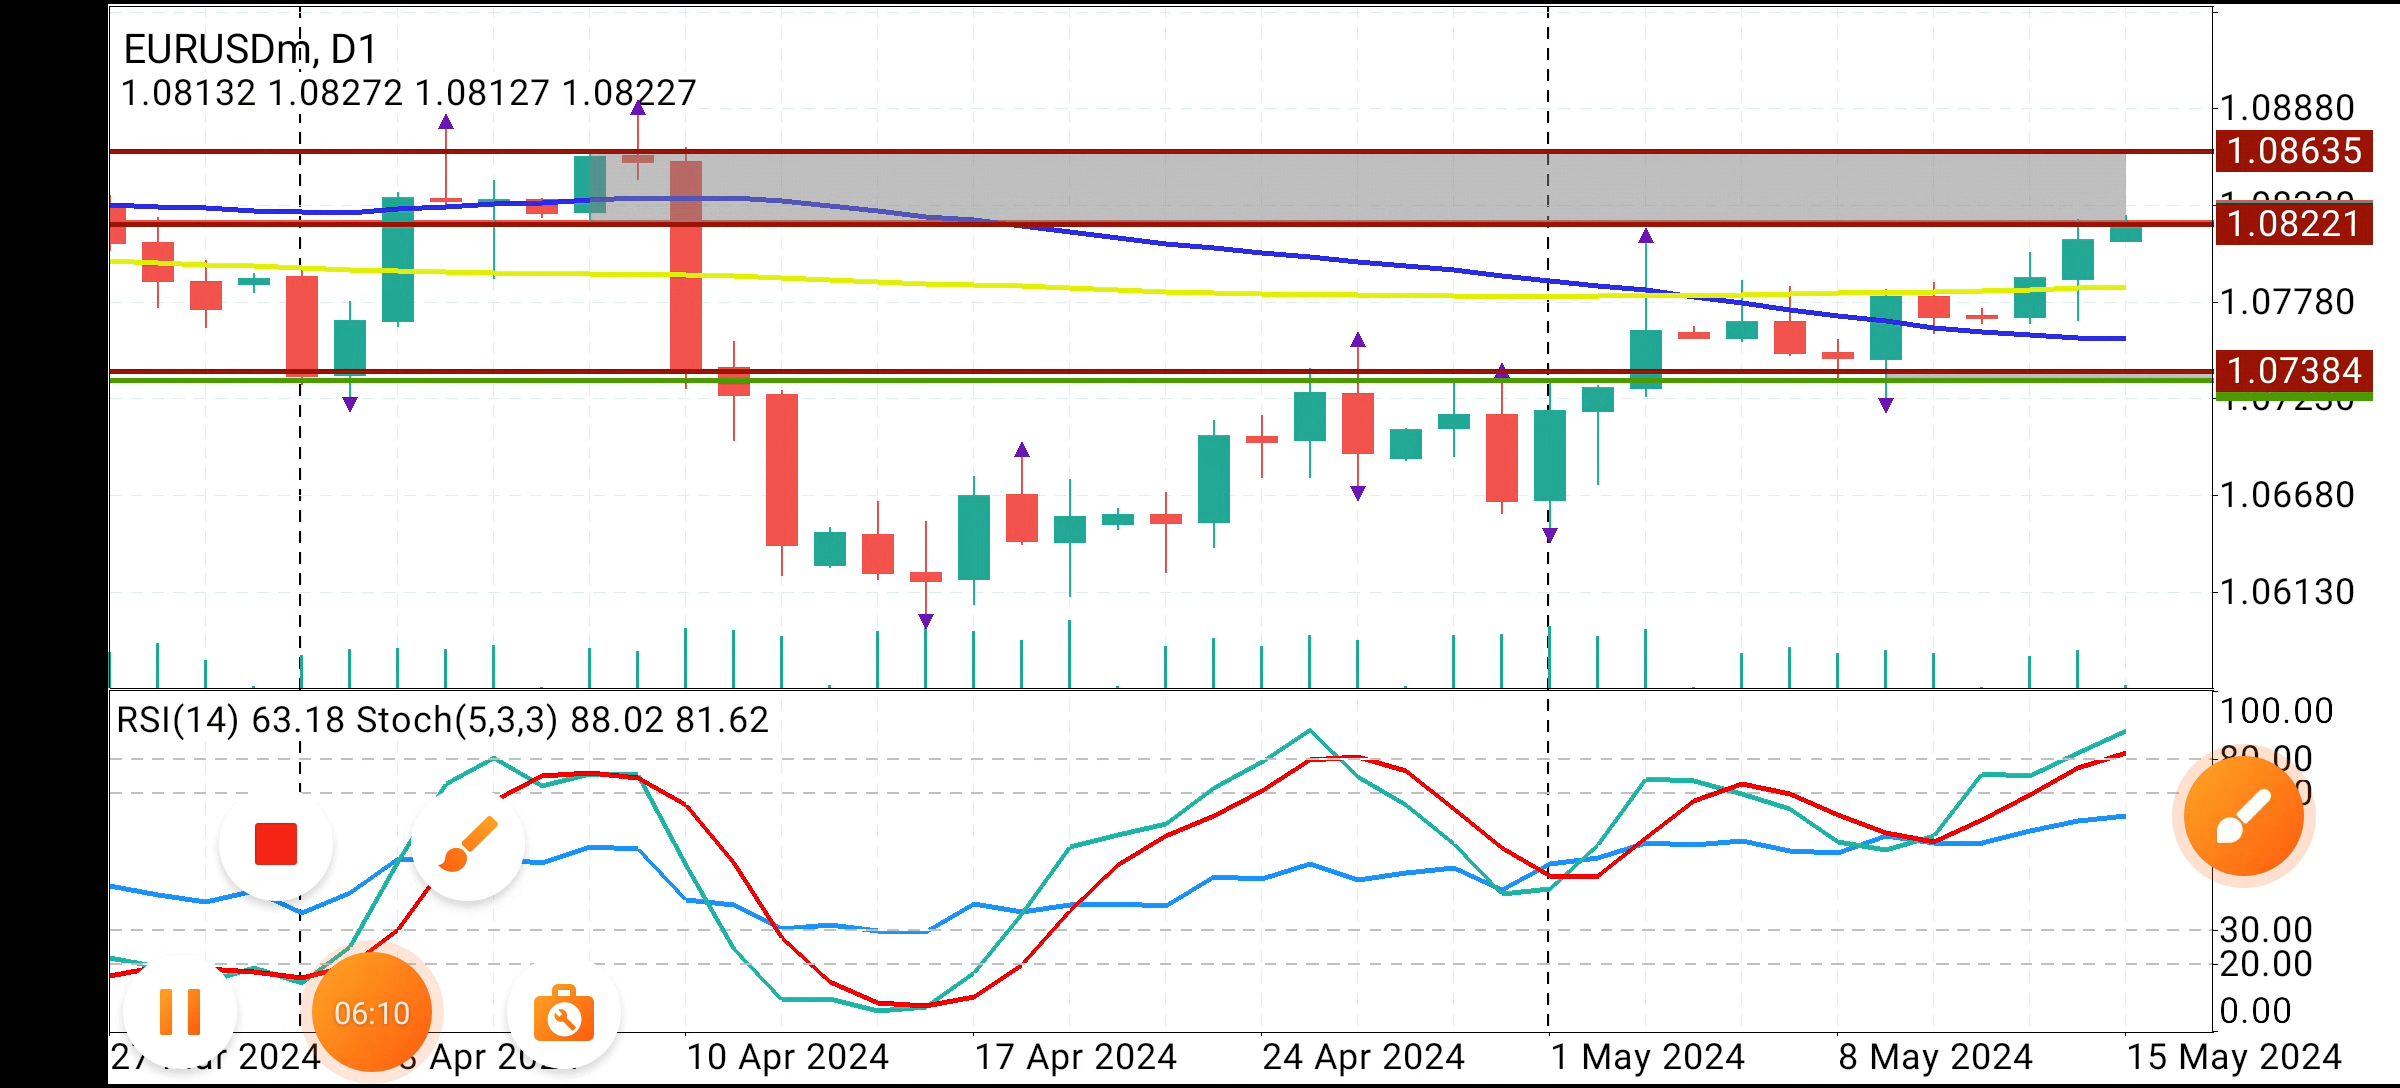 EURUSDm, D1
1.08132 1.08272 1.08127 1.08227
1.08880
1.08635
1.08221
1.07780
1.07384
1.06680
1.06130
RSI(14) 63.18 Stoch(5,3,3) 88.02 81.62
100.00
30.00
20.00
0.00
06:10
27 2024
Apr
10 Apr 2024
17 Apr 2024
24 Apr 2024
1 May 2024
8 May 2024
15 May 2024